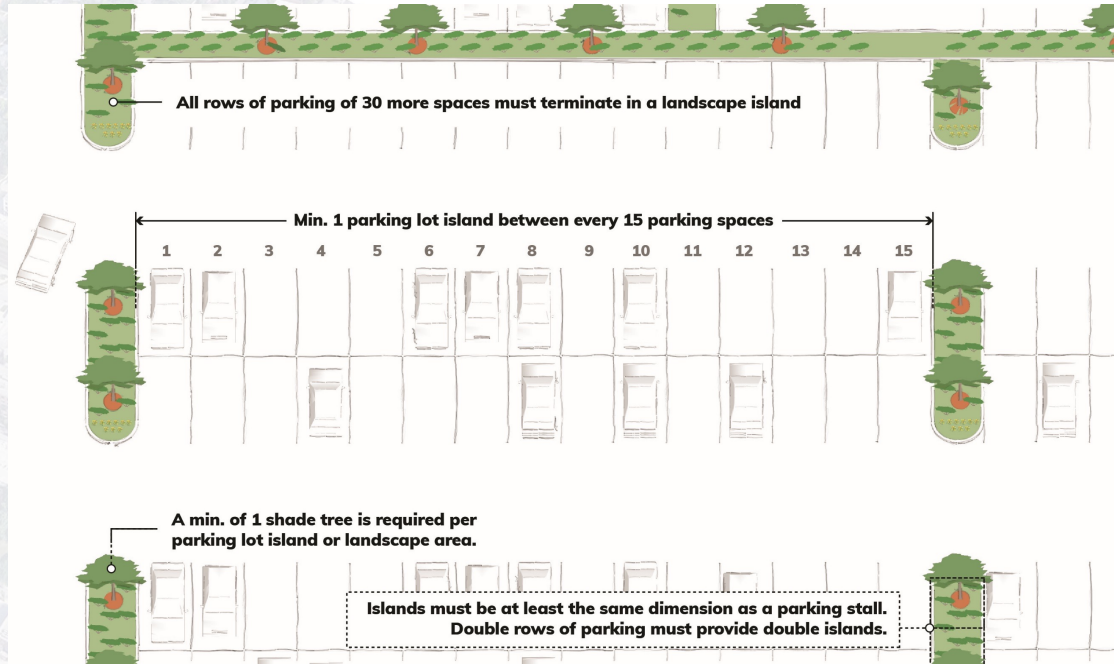 All rows of parking of 30 more spaces must terminate in a landscape island
Min. 1 parking lot island between every 15 parking spaces
1 2 3 4 5 6 7 8 9 10 11 12 13 14 15
A min. of 1 shade tree is required per
parking lot island or landscape area.
Islands must be at least the same dimension as a parking stall.
Double rows of parking must provide double islands.